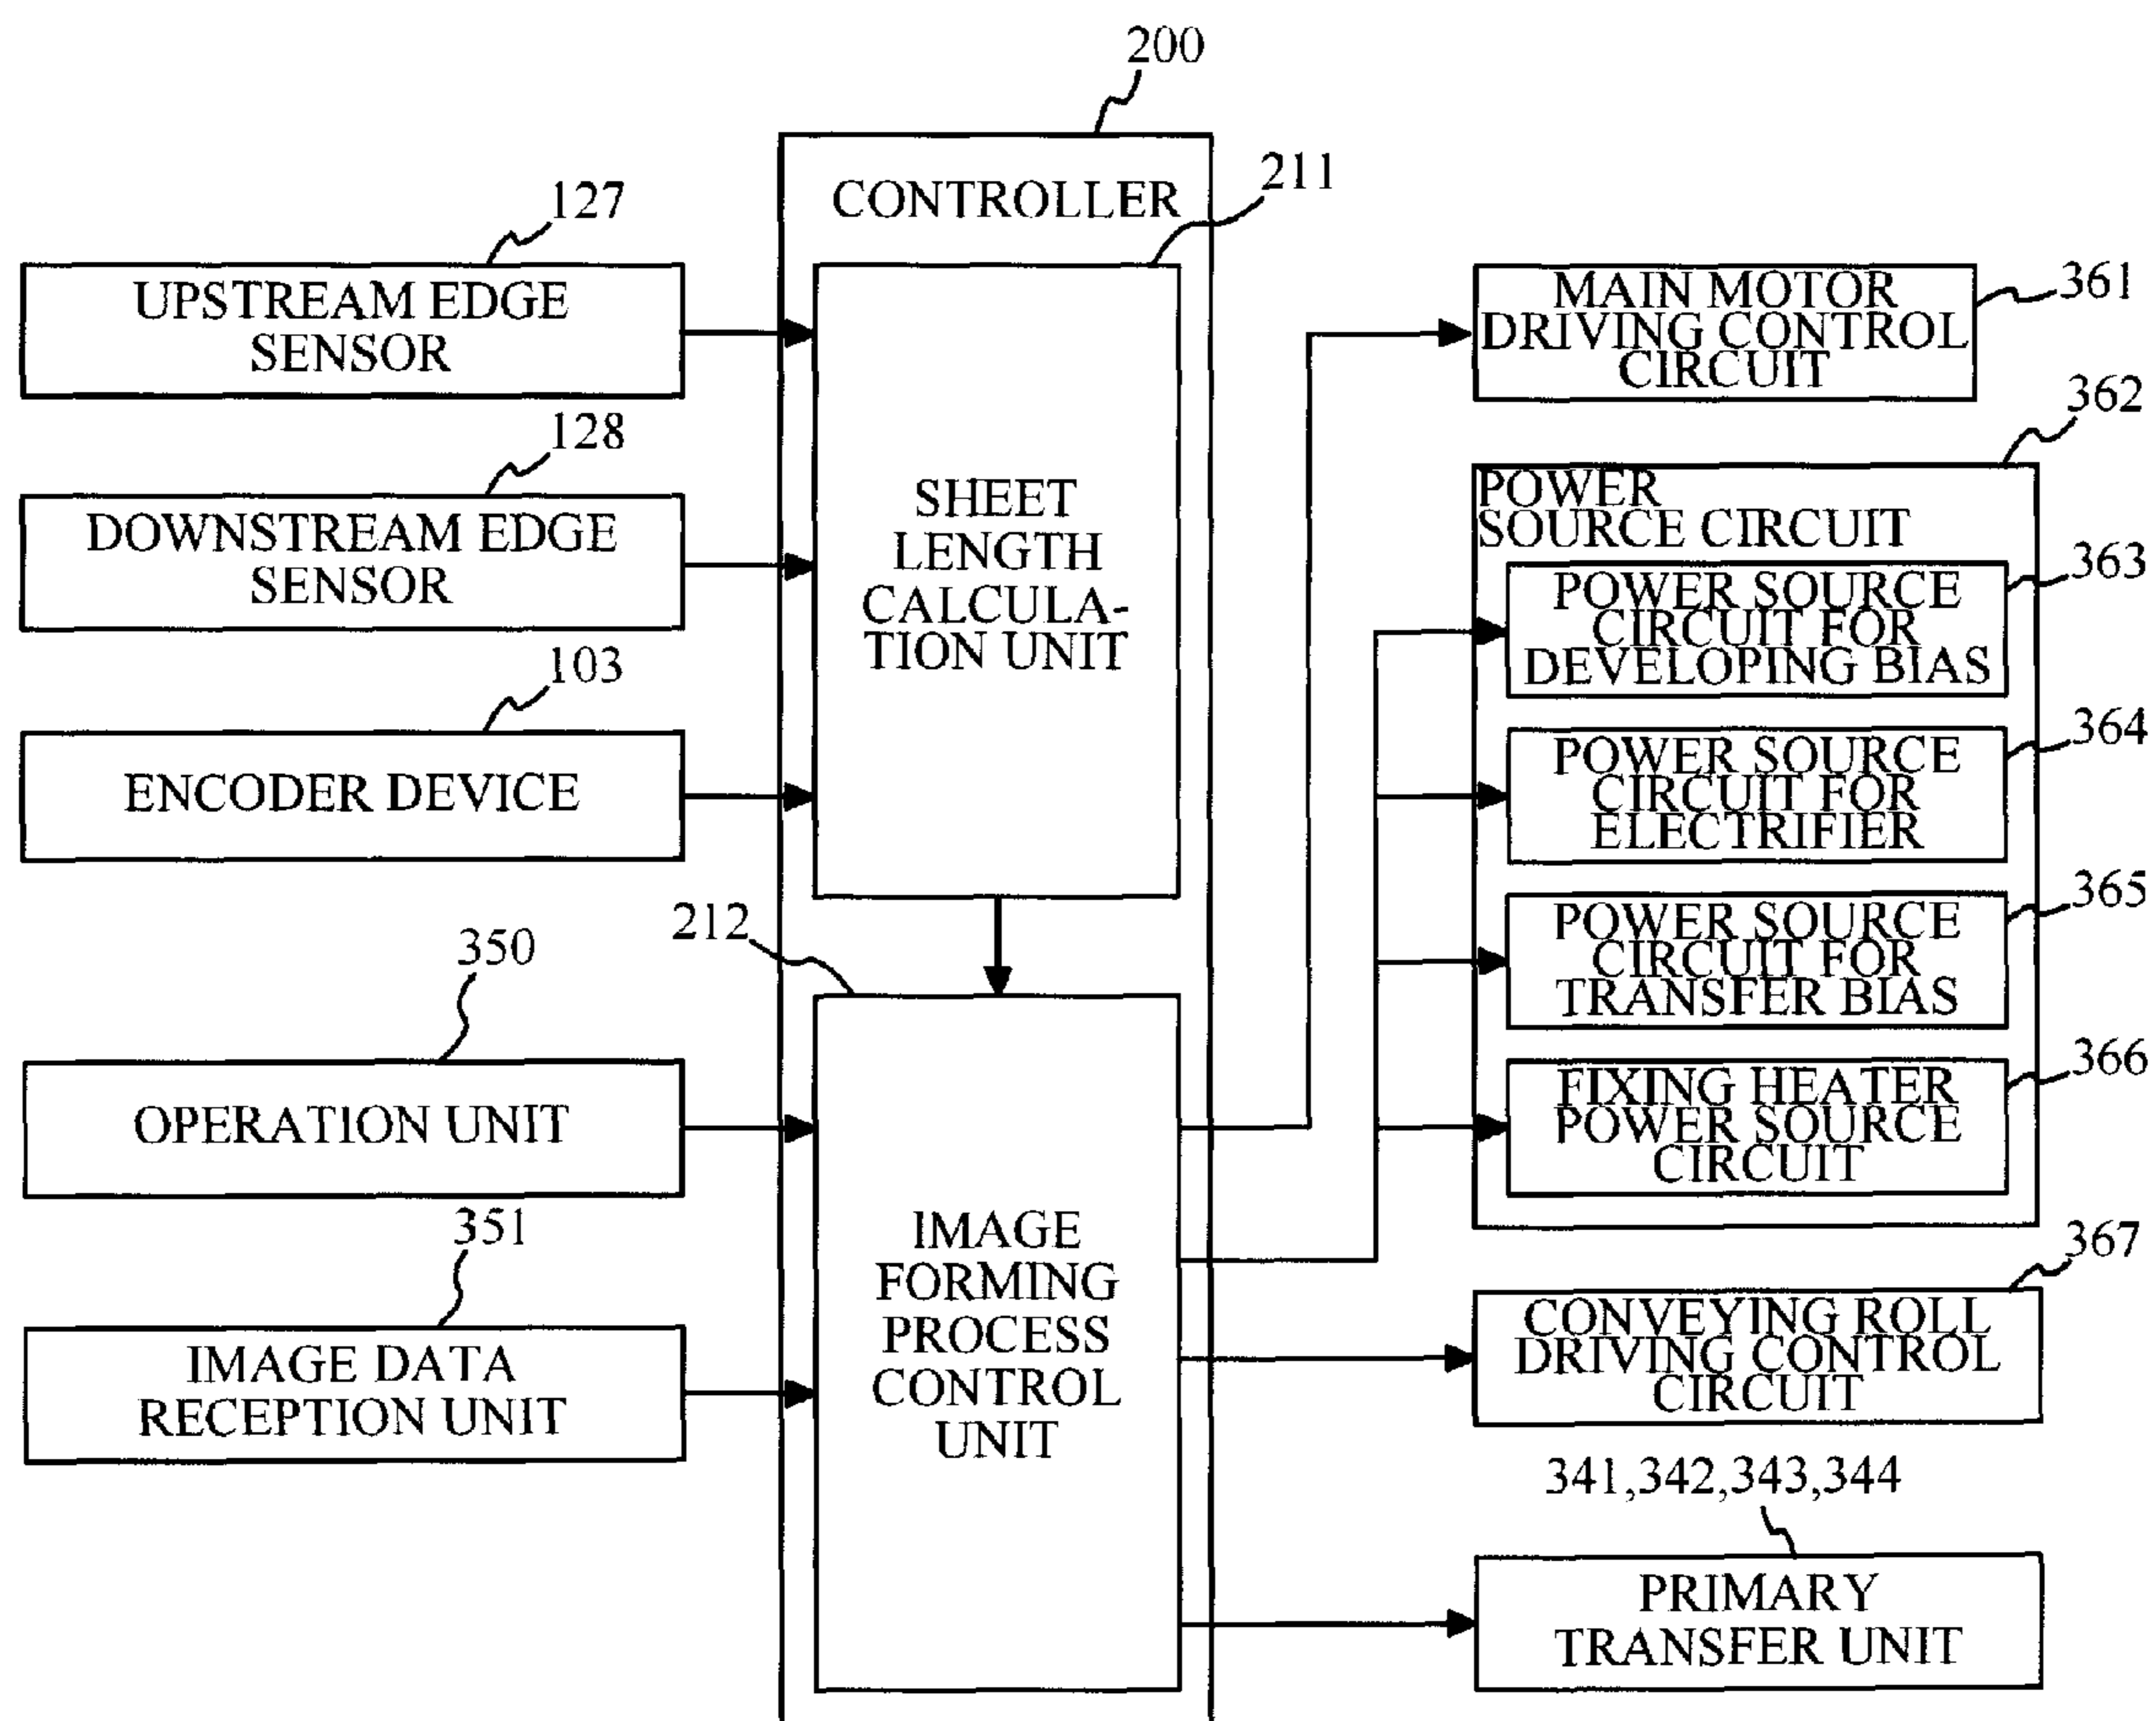 200
CONTROLLER
211
127
UPSTREAM EDGE
SENSOR
128
DOWNSTREAM EDGE
SENSOR
103
ENCODER DEVICE
SHEET
LENGTH
CALCULA-
TION UNIT
212
350
OPERATION UNIT
351
IMAGE DATA
RECEPTION UNIT
IMAGE
FORMING
PROCESS
CONTROL
UNIT
MAIN MOTOR
DRIVING CONTROL
CIRCUIT
361
362
POWER
SOURCE CIRCUIT
363
POWER SOURCE
CIRCUIT FOR
DEVELOPING BIAS
364
POWER SOURCE
CIRCUIT FOR
ELECTRIFIER
365
POWER SOURCE
CIRCUIT FOR
TRANSFER BIAS
366
FIXING HEATER
POWER SOURCE
CIRCUIT
367
CONVEYING ROLL
DRIVING CONTROL
CIRCUIT
341,342,343,344
PRIMARY
TRANSFER UNIT